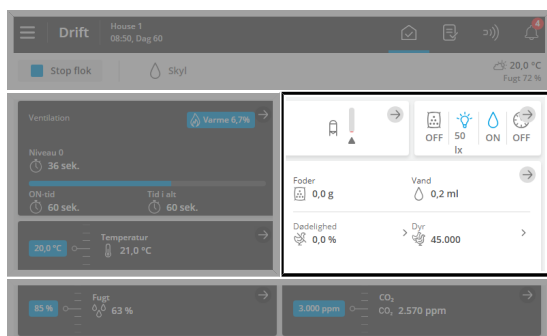 Drift
House 1
08:50, Dag 60
4
Stop flok
Skyl
20,0 °C
Fugt 72 %
Ventilation
Varme 6,7%
Niveau 0
36 sek.
ON-tid
60 sek.
Tid i alt
60 sek.
20,0 °C
Temperatur
21,0 °C
OFF
50 lx
ON
OFF
Foder
0,0 g
Vand
0,2 ml
Dødelighed
0,0 %
Dyr
45.000
85 %
Fugt
63 %
3.000 ppm
CO₂
CO₂ 2.570 ppm